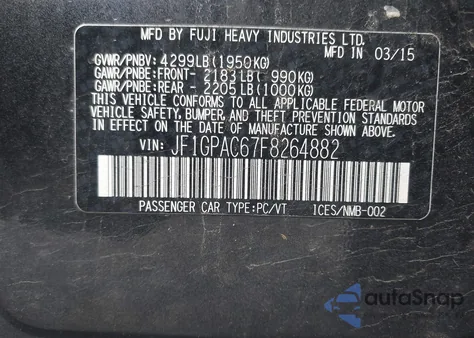 MFD. BY FUJI HEAVY INDUSTRIES LTD.
MFD IN 03/15
GVWR/PNBV: 4299LB(1950KG)
GAWR/PNBE:FRONT- 2183LB( 990KG)
GAWR/PNBE:REAR - 2205LB(1000KG)
THIS VEHICLE CONFORMS TO ALL APPLICABLE FEDERAL MOTOR
VEHICLE SAFETY, BUMPER, AND THEFT PREVENTION STANDARDS
IN EFFECT ON THE DATE OF MANUFACTURE SHOWN ABOVE.
VIN: JF1GPAC67F8264882
PASSENGER CAR TYPE:PC/VT ICES/NMB-002
autoSnap